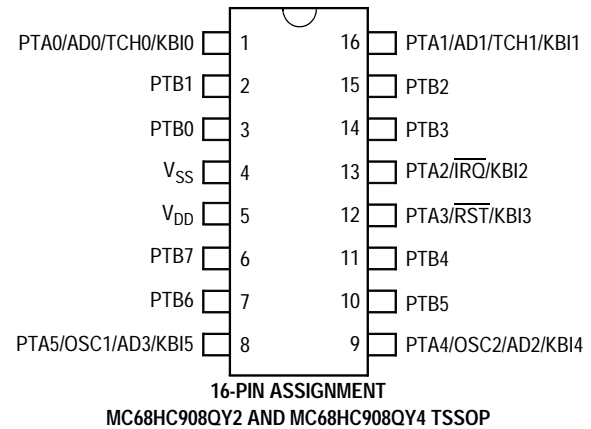 PTA0/AD0/TCH0/KBI0 1 16 PTA1/AD1/TCH1/KBI1
PTB1 2 15 PTB2
PTB0 3 14 PTB3
VSS 4 13 PTA2/IRQ/KBI2
VDD 5 12 PTA3/RST/KBI3
PTB7 6 11 PTB4
PTB6 7 10 PTB5
PTA5/OSC1/AD3/KBI5 8 9 PTA4/OSC2/AD2/KBI4
16-PIN ASSIGNMENT
MC68HC908QY2 AND MC68HC908QY4 TSSOP